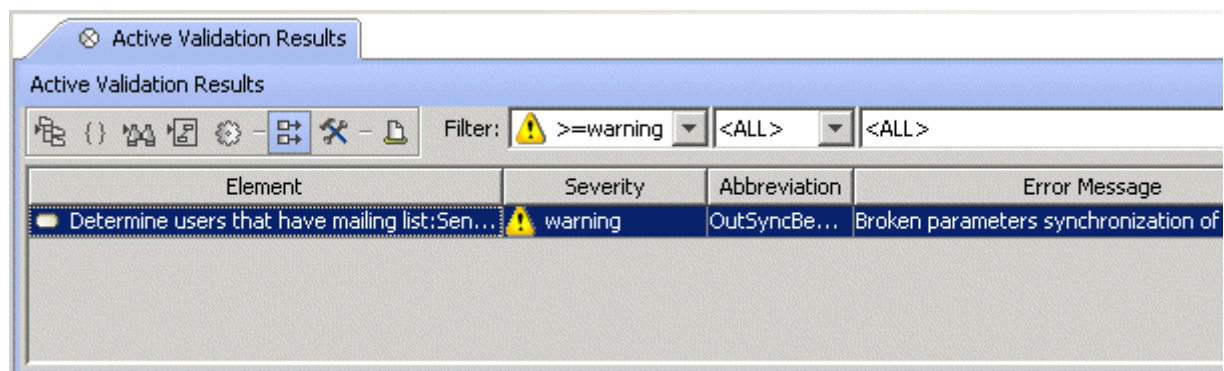 Active Validation Results
Active Validation Results
Filter: >=warning <ALL> <ALL>
Element Severity Abbreviation Error Message
Determine users that have mailing list:Sen... warning OutSyncBe... Broken parameters synchronization of